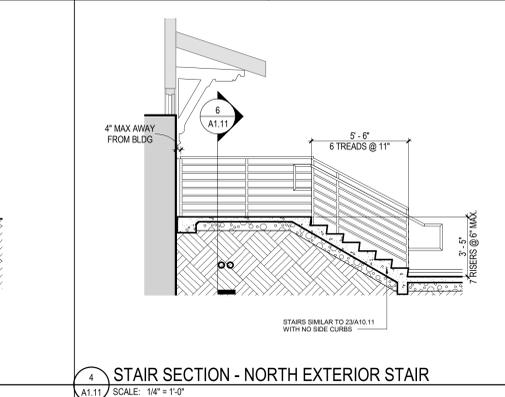 6
A1.11
4" MAX AWAY
FROM BLDG
5' - 6"
6 TREADS @ 11"
3' - 5"
7 RISERS @6" MAX.
STAIRS SIMILAR TO 23/A10.11
WITH NO SIDE CURBS
4
A1.11
STAIR SECTION - NORTH EXTERIOR STAIR
SCALE: 1/4" = 1'-0"